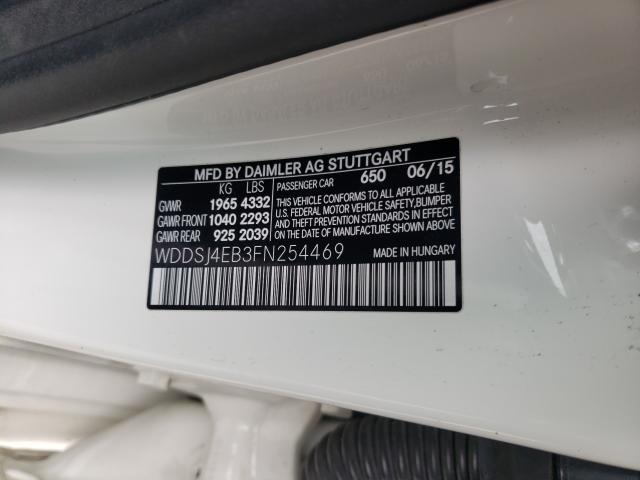 MFD BY DAIMLER AG STUTTGART
KG LBS
GVWR 1965 4332
GAWR FRONT 1040 2293
GAWR REAR 925 2039
PASSENGER CAR 650 06/15
THIS VEHICLE CONFORMS TO ALL APPLICABLE
U.S. FEDERAL MOTOR VEHICLE SAFETY, BUMPER
AND THEFT PREVENTION STANDARDS IN EFFECT
ON THE DATE OF MANUFACTURE SHOWN ABOVE.
WDDSJ4EB3FN254469 MADE IN HUNGARY